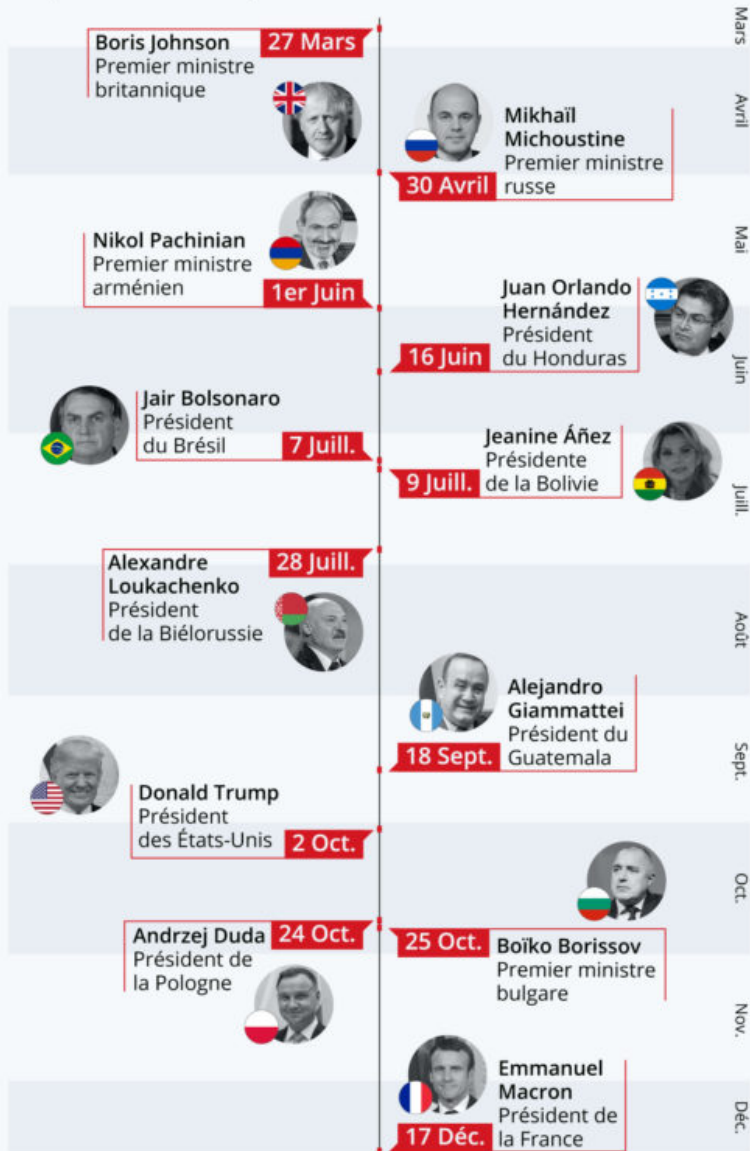 Mars
Boris Johnson
27 Mars
Premier ministre
britannique
Avril
Mikhaïl
Michoustine
Premier ministre
russe
30 Avril
Mai
Nikol Pachinian
Premier ministre
arménien
1er Juin
Juan Orlando
Hernández
Président
du Honduras
16 Juin
Juin
Jair Bolsonaro
Président
du Brésil
7 Juill.
Jeanine Áñez
Présidente
de la Bolivie
9 Juill.
Juill.
28 Juill.
Alexandre
Loukachenko
Président
de la Biélorussie
Août
Alejandro
Giammattei
Président du
Guatemala
18 Sept.
Sept.
Donald Trump
Président
des États-Unis
2 Oct.
Oct.
Andrzej Duda
24 Oct.
Président de
la Pologne
25 Oct.
Boïko Borissov
Premier ministre
bulgare
Nov.
Emmanuel
Macron
Président de
la France
17 Déc.
Déc.